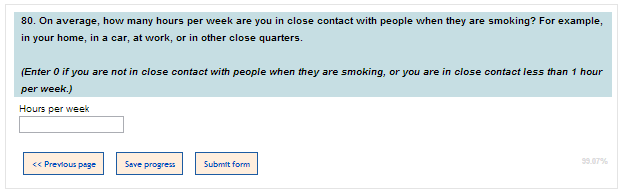 80. On average, how many hours per week are you in close contact with people when they are smoking? For example,
in your home, in a car, at work, or in other close quarters.
(Enter 0 if you are not in close contact with people when they are smoking, or you are in close contact less than 1 hour
per week.)
Hours per week
<< Previous page Save progress Submit form 99.67%